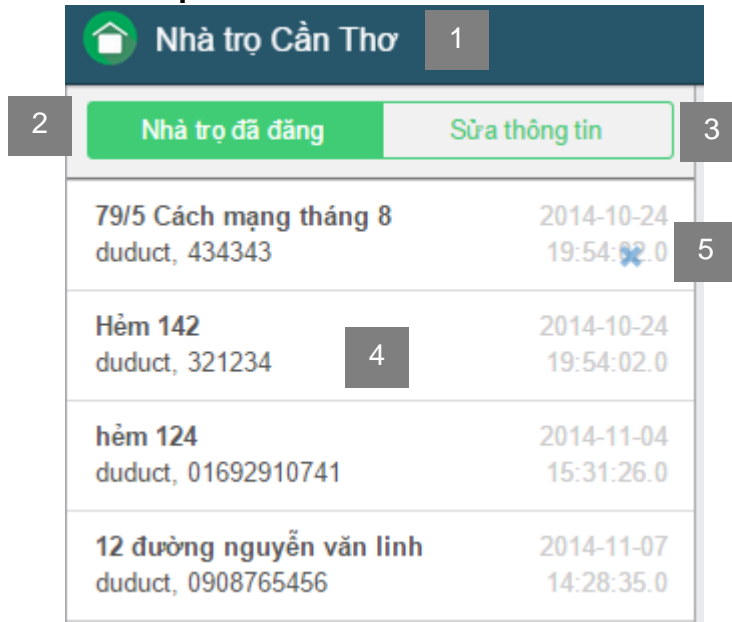 Nhà trọ Cần Thơ 1
2 Nhà trọ đã đăng Sửa thông tin 3
79/5 Cách mạng tháng 8 2014-10-24
duduct, 434343 19:54: .0 5
Hẻm 142 2014-10-24
duduct, 321234 4 19:54:02.0
hẻm 124 2014-11-04
duduct, 01692910741 15:31:26.0
12 đường nguyễn văn linh 2014-11-07
duduct, 0908765456 14:28:35.0